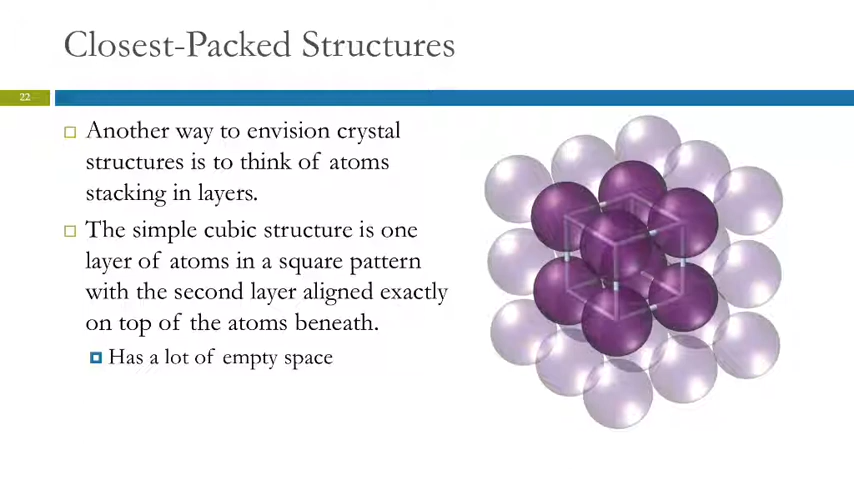 Closest-Packed Structures
22
Another way to envision crystal
structures is to think of atoms
stacking in layers.
The simple cubic structure is one
layer of atoms in a square pattern
with the second layer aligned exactly
on top of the atoms beneath.
Has a lot of empty space